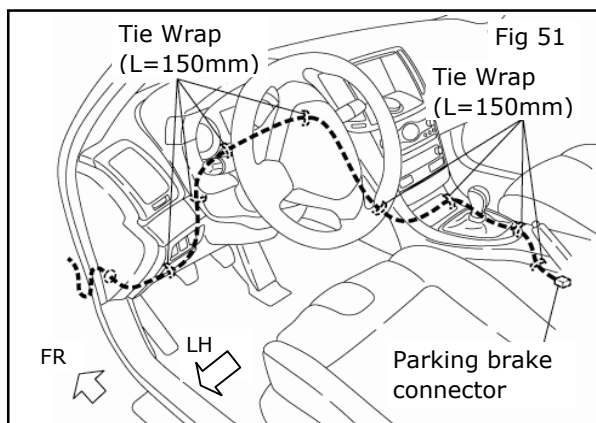 Tie Wrap
(L=150mm)
Fig 51
Tie Wrap
(L=150mm)
FR
LH
Parking brake
connector